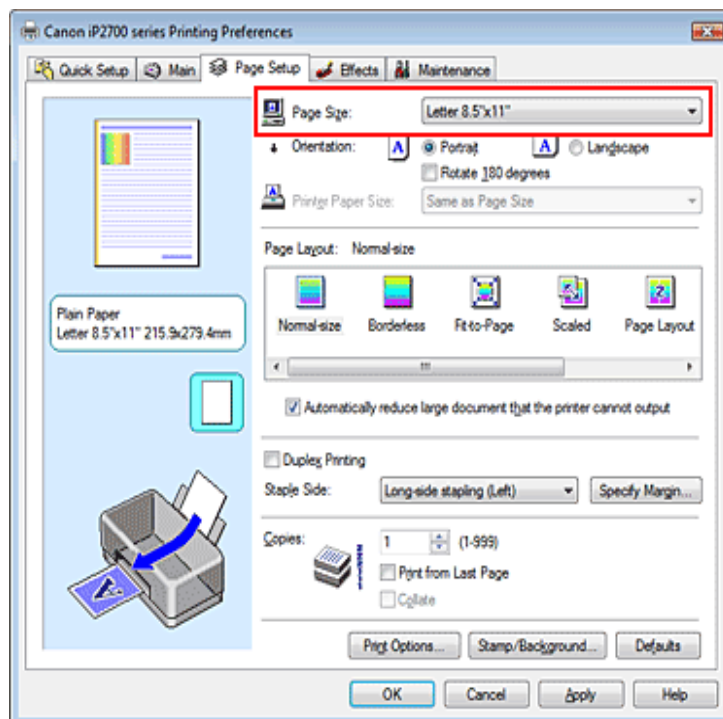 Canon iP2700 series Printing Preferences
Quick Setup Main Page Setup Effects Maintenance
Page Size: Letter 8.5"x11"
Orientation: A Portrait A Landscape
Rotate 180 degrees
Printer Paper Size: Same as Page Size
Page Layout: Normal-size
Normal-size Borderless Fit-to-Page Scaled Page Layout
Plain Paper
Letter 8.5"x11" 215.9x279.4mm
Automatically reduce large document that the printer cannot output
Duplex Printing
Staple Side: Long-side stapling (Left) Specify Margin...
Copies: 1 (1-999)
Print from Last Page
Collate
Print Options... Stamp/Background... Defaults
OK Cancel Apply Help